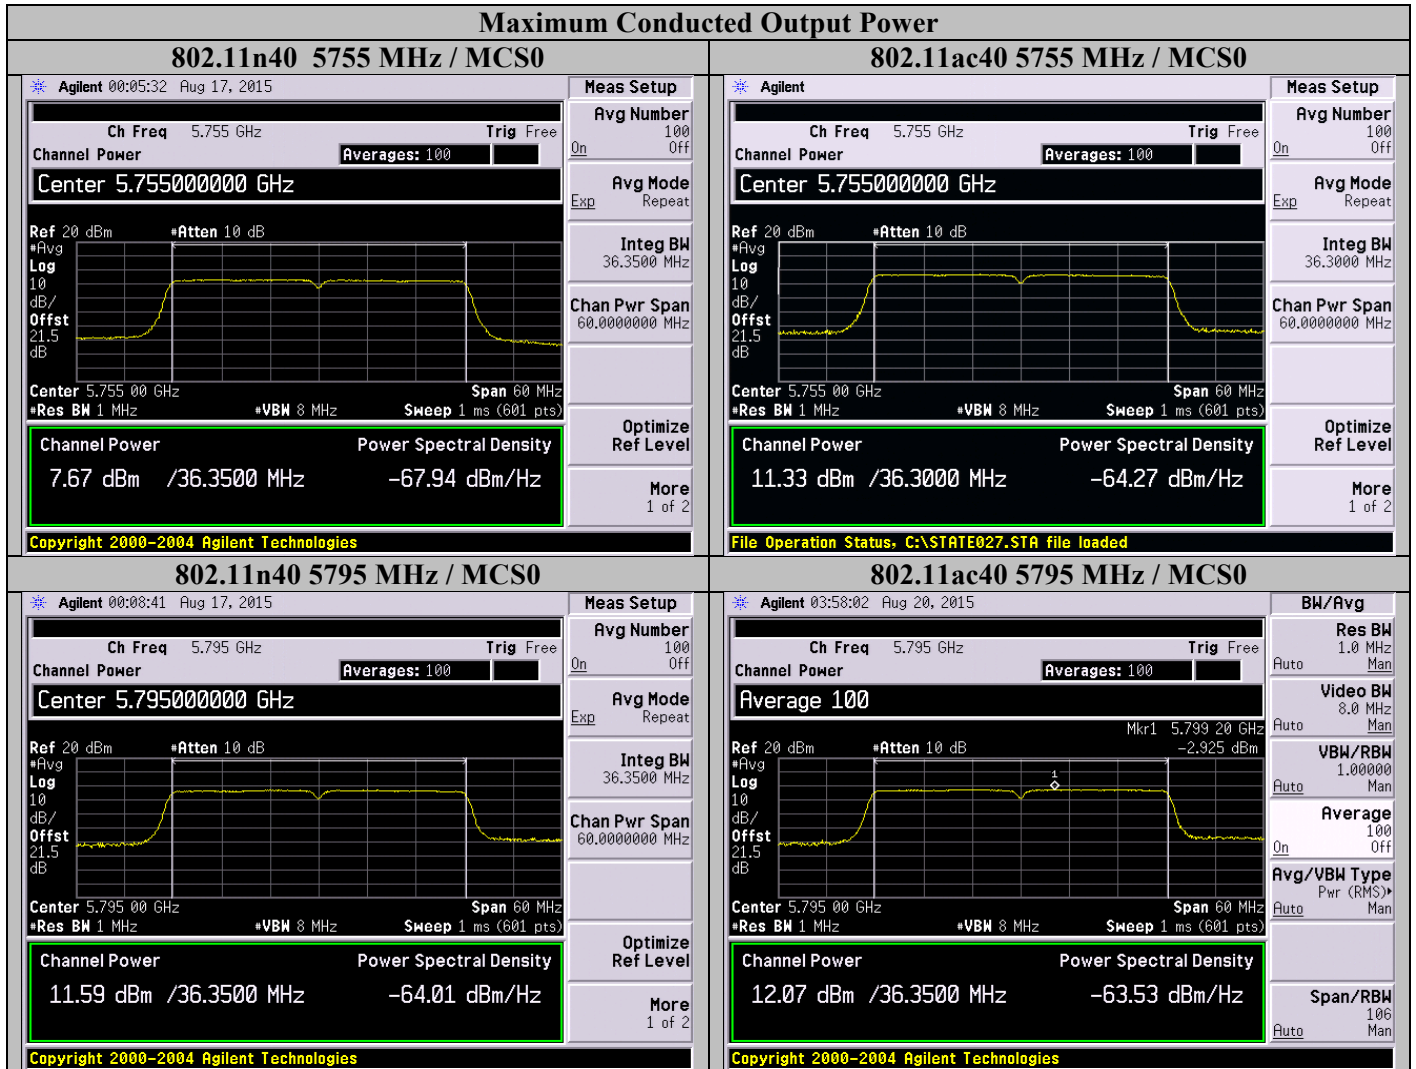 Maximum Conducted Output Power
802.11n40 5755 MHz / MCS0
Agilent 00:05:32 Aug 17, 2015
Meas Setup
Ch Freq 5.755 GHz
Trig Free
Channel Power
Averages: 100
Center 5.755000000 GHz
Ref 20 dBm
#Atten 10 dB
#Avg
Log
10
dB/
Offst
21.5
dB
Center 5.755 00 GHz
Span 60 MHz
#Res BW 1 MHz
#VBW 8 MHz
Sweep 1 ms (601 pts)
Channel Power
Power Spectral Density
7.67 dBm /36.3500 MHz
-67.94 dBm/Hz
Copyright 2000-2004 Agilent Technologies
Avg Number
100
On Off
Avg Mode
Exp Repeat
Integ BW
36.3500 MHz
Chan Pwr Span
60.0000000 MHz
Optimize
Ref Level
More
1 of 2
802.11ac40 5755 MHz / MCS0
Agilent
Meas Setup
Ch Freq 5.755 GHz
Trig Free
Channel Power
Averages: 100
Center 5.755000000 GHz
Ref 20 dBm
#Atten 10 dB
#Avg
Log
10
dB/
Offst
21.5
dB
Center 5.755 00 GHz
Span 60 MHz
#Res BW 1 MHz
#VBW 8 MHz
Sweep 1 ms (601 pts)
Channel Power
Power Spectral Density
11.33 dBm /36.3000 MHz
-64.27 dBm/Hz
File Operation Status, C:\STATE027.STA file loaded
Avg Number
100
On Off
Avg Mode
Exp Repeat
Integ BW
36.3000 MHz
Chan Pwr Span
60.0000000 MHz
Optimize
Ref Level
More
1 of 2
802.11n40 5795 MHz / MCS0
Agilent 00:08:41 Aug 17, 2015
Meas Setup
Ch Freq 5.795 GHz
Trig Free
Channel Power
Averages: 100
Center 5.795000000 GHz
Ref 20 dBm
#Atten 10 dB
#Avg
Log
10
dB/
Offst
21.5
dB
Center 5.795 00 GHz
Span 60 MHz
#Res BW 1 MHz
#VBW 8 MHz
Sweep 1 ms (601 pts)
Channel Power
Power Spectral Density
11.59 dBm /36.3500 MHz
-64.01 dBm/Hz
Copyright 2000-2004 Agilent Technologies
Avg Number
100
On Off
Avg Mode
Exp Repeat
Integ BW
36.3500 MHz
Chan Pwr Span
60.0000000 MHz
Optimize
Ref Level
More
1 of 2
802.11ac40 5795 MHz / MCS0
Agilent 03:58:02 Aug 20, 2015
BW/Avg
Ch Freq 5.795 GHz
Trig Free
Channel Power
Averages: 100
Average 100
Mkr1 5.799 20 GHz
Ref 20 dBm
#Atten 10 dB
-2.925 dBm
#Avg
Log
10
dB/
Offst
21.5
dB
1
Center 5.795 00 GHz
Span 60 MHz
#Res BW 1 MHz
#VBW 8 MHz
Sweep 1 ms (601 pts)
Channel Power
Power Spectral Density
12.07 dBm /36.3500 MHz
-63.53 dBm/Hz
Copyright 2000-2004 Agilent Technologies
Res BW
1.0 MHz
Auto Man
Video BW
8.0 MHz
Auto Man
VBW/RBW
1.00000
Auto Man
Average
100
On Off
Avg/VBW Type
Pwr (RMS)▸
Auto Man
Span/RBW
106
Auto Man